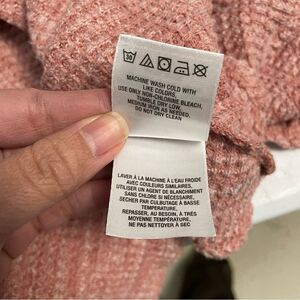 30
MACHINE WASH COLD WITH
LIKE COLORS,
USE ONLY NON-CHLORINE BLEACH,
TUMBLE DRY LOW,
MEDIUM IRON AS NEEDED,
DO NOT DRY CLEAN
LAVER À LA MACHINE À L'EAU FROIDE
AVEC COULEURS SIMILAIRES,
UTILISER UN AGENT DE BLANCHIMENT
SANS CHLORE SI NÉCESSAIRE,
SÉCHER PAR CULBUTAGE À BASSE
TEMPÉRATURE,
REPASSER, AU BESOIN, À TRÈS
MOYENNE TEMPÉRATURE,
NE PAS NETTOYER À SEC